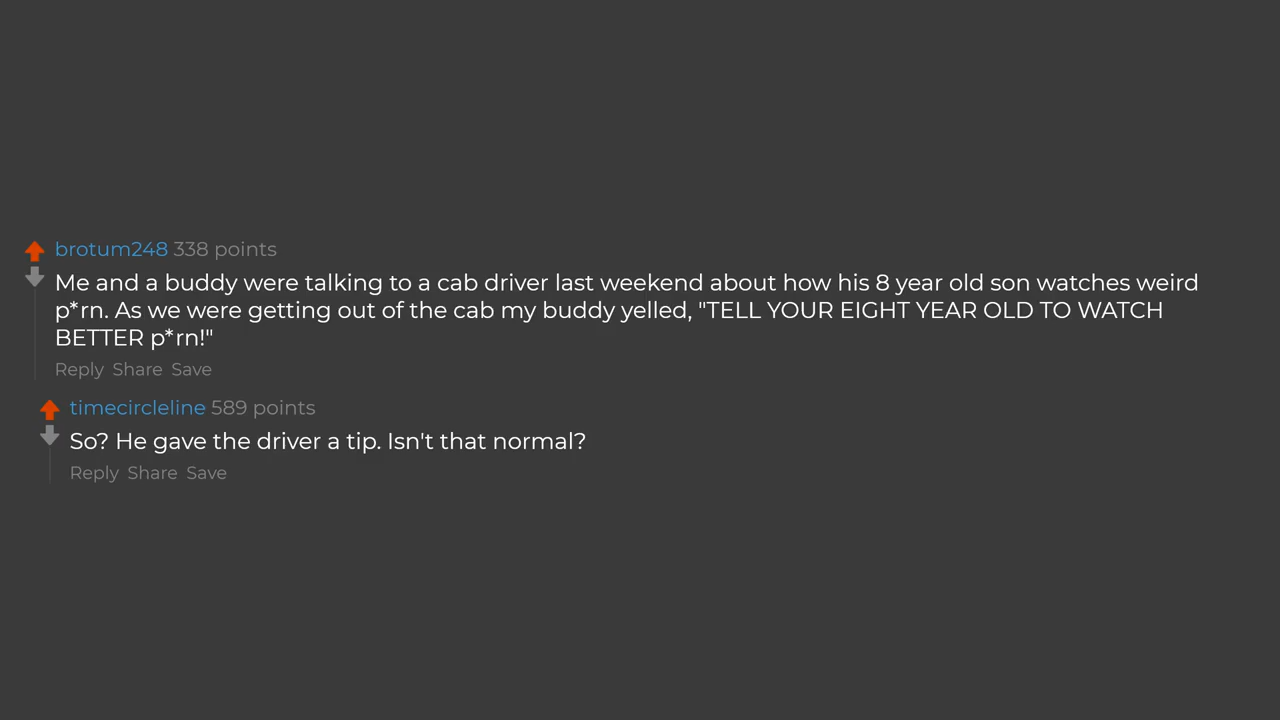 brotum248 338 points
Me and a buddy were talking to a cab driver last weekend about how his 8 year old son watches weird
p*rn. As we were getting out of the cab my buddy yelled, "TELL YOUR EIGHT YEAR OLD TO WATCH
BETTER p*rn!"
Reply Share Save
timecircleline 589 points
So? He gave the driver a tip. Isn't that normal?
Reply Share Save